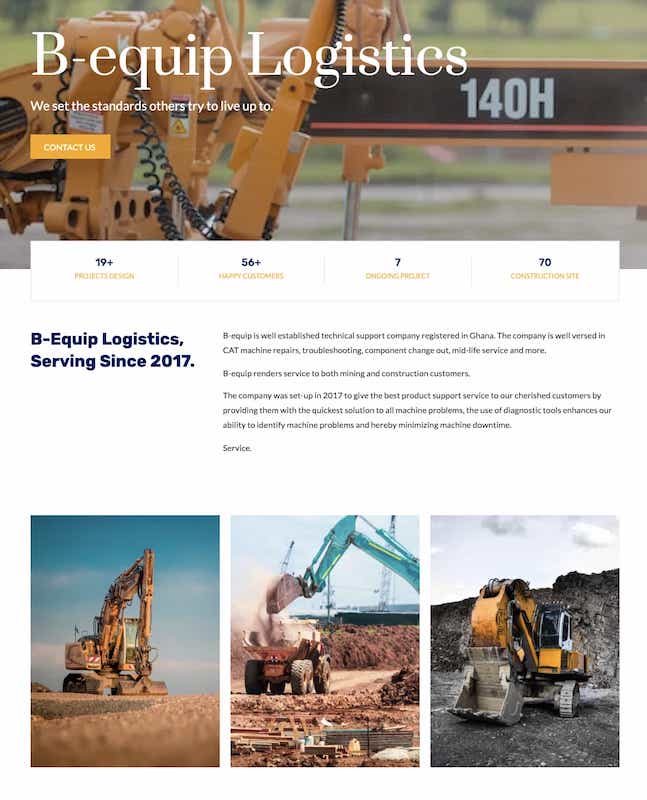 B-equip Logistics
We set the standards others try to live up to.
140H
CONTACT US
19+
PROJECTS DESIGN
56+
HAPPY CUSTOMERS
7
ONGOING PROJECT
70
CONSTRUCTION SITE
B-Equip Logistics,
Serving Since 2017.
B-equip is well established technical support company registered in Ghana. The company is well versed in
CAT machine repairs, troubleshooting, component change out, mid-life service and more.
B-equip renders service to both mining and construction customers.
The company was set-up in 2017 to give the best product support service to our cherished customers by
providing them with the quickest solution to all machine problems, the use of diagnostic tools enhances our
ability to identify machine problems and hereby minimizing machine downtime.
Service.